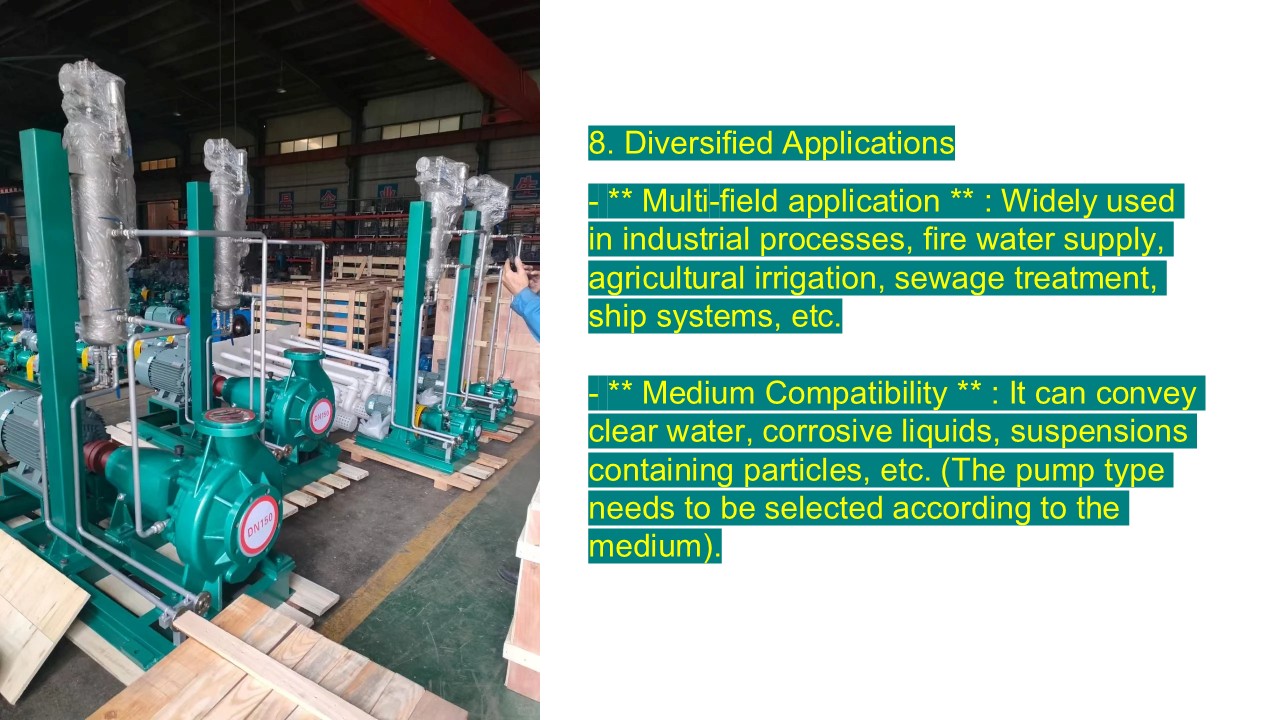 8. Diversified Applications
- ** Multi-field application ** : Widely used
in industrial processes, fire water supply,
agricultural irrigation, sewage treatment,
ship systems, etc.
- ** Medium Compatibility ** : It can convey
clear water, corrosive liquids, suspensions
containing particles, etc. (The pump type
needs to be selected according to the
medium).
DN150
DN150